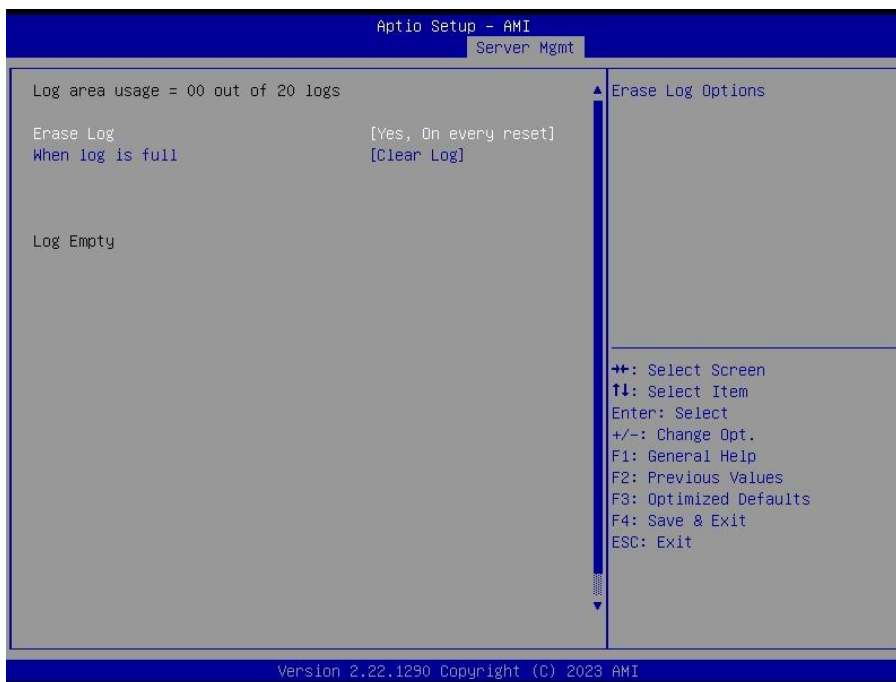 Aptio Setup - AMI
Server Mgmt
Log area usage = 00 out of 20 logs
Erase Log [Yes, On every reset]
When log is full [Clear Log]
Log Empty
Erase Log Options
→←: Select Screen
↑↓: Select Item
Enter: Select
+/-: Change Opt.
F1: General Help
F2: Previous Values
F3: Optimized Defaults
F4: Save & Exit
ESC: Exit
Version 2.22.1290 Copyright (C) 2023 AMI